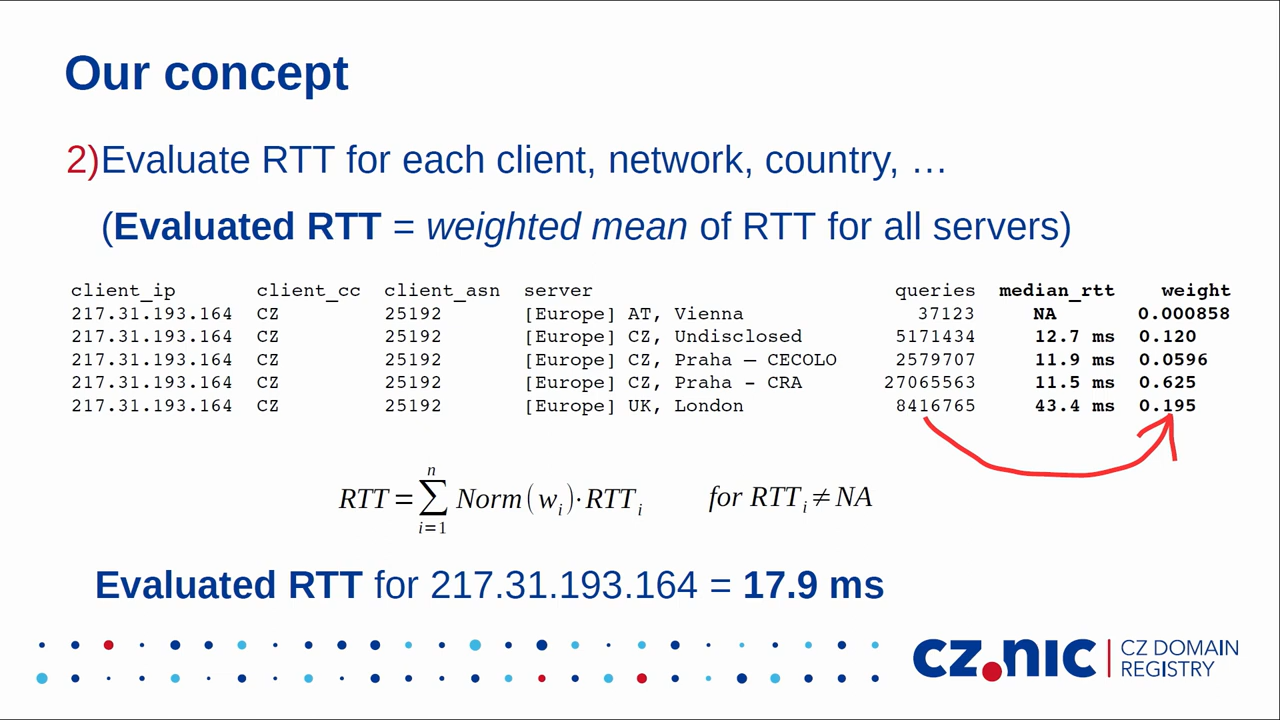 Our concept
2)Evaluate RTT for each client, network, country, …
(Evaluated RTT = weighted mean of RTT for all servers)
client_ip client_cc client_asn server queries median_rtt weight
217.31.193.164 CZ 25192 [Europe] AT, Vienna 37123 NA 0.000858
217.31.193.164 CZ 25192 [Europe] CZ, Undisclosed 5171434 12.7 ms 0.120
217.31.193.164 CZ 25192 [Europe] CZ, Praha – CECOLO 2579707 11.9 ms 0.0596
217.31.193.164 CZ 25192 [Europe] CZ, Praha - CRA 27065563 11.5 ms 0.625
217.31.193.164 CZ 25192 [Europe] UK, London 8416765 43.4 ms 0.195
RTT = ∑ⁿᵢ₌₁ Norm(wᵢ)·RTTᵢ for RTTᵢ≠NA
Evaluated RTT for 217.31.193.164 = 17.9 ms
CZ.NIC CZ DOMAIN
REGISTRY